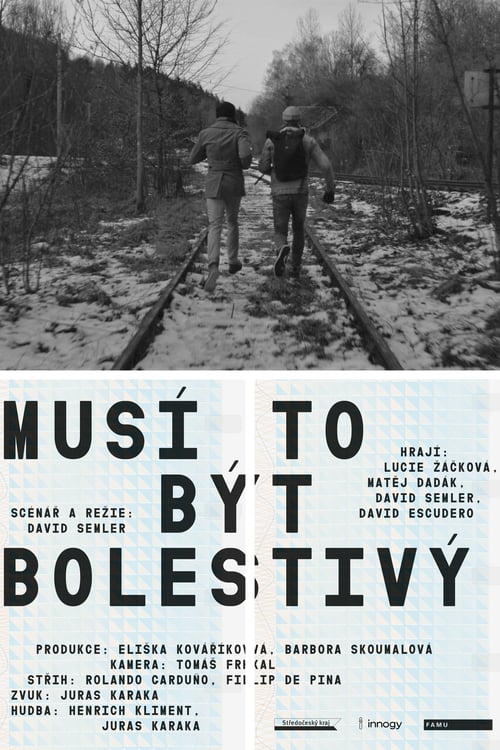 MUSÍ TO
BÝT
BOLESTIVÝ
HRAJÍ:
LUCIE ŽÁČKOVÁ,
MATĚJ DADÁK,
DAVID SEMLER,
DAVID ESCUDERO
SCÉNÁŘ A REŽIE:
DAVID SEMLER
PRODUKCE: ELIŠKA KOVÁŘÍKOVÁ, BARBORA SKOUMALOVÁ
KAMERA: TOMÁŠ FRKAL
STŘIH: ROLANDO CARDUÑO, FILIP DE PINA
ZVUK: JURAS KARAKA
HUDBA: HENRICH KLIMENT,
JURAS KARAKA
Středočeský kraj innogy FAMU